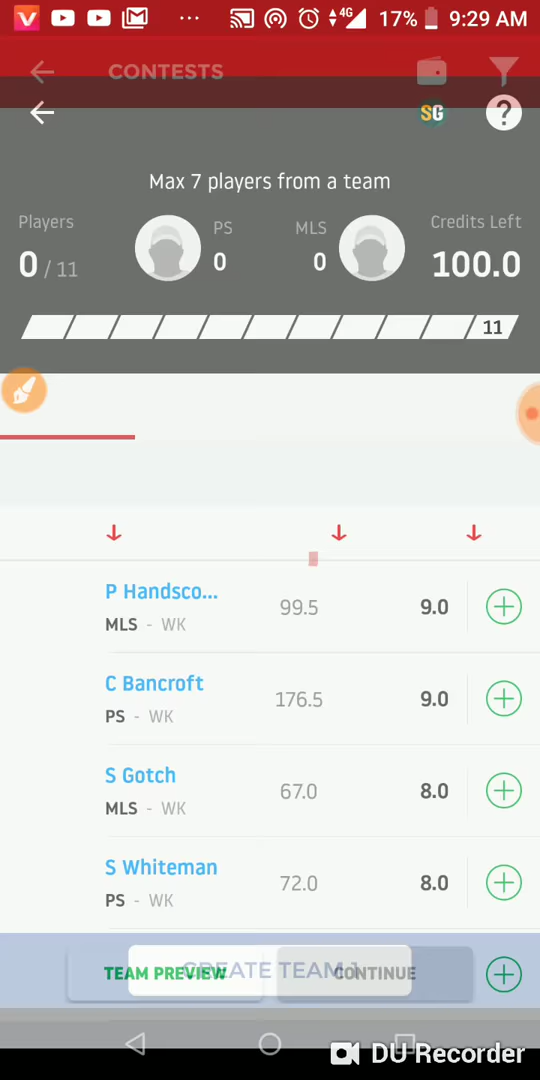 17% 9:29 AM
4G
CONTESTS
SG ?
Max 7 players from a team
Players PS MLS Credits Left
0 / 11 0 0 100.0
11
P Handsco... 99.5 9.0
MLS - WK
C Bancroft 176.5 9.0
PS - WK
S Gotch 67.0 8.0
MLS - WK
S Whiteman 72.0 8.0
PS - WK
TEAM PREVIEW CREATE TEAM 1 CONTINUE
DU Recorder